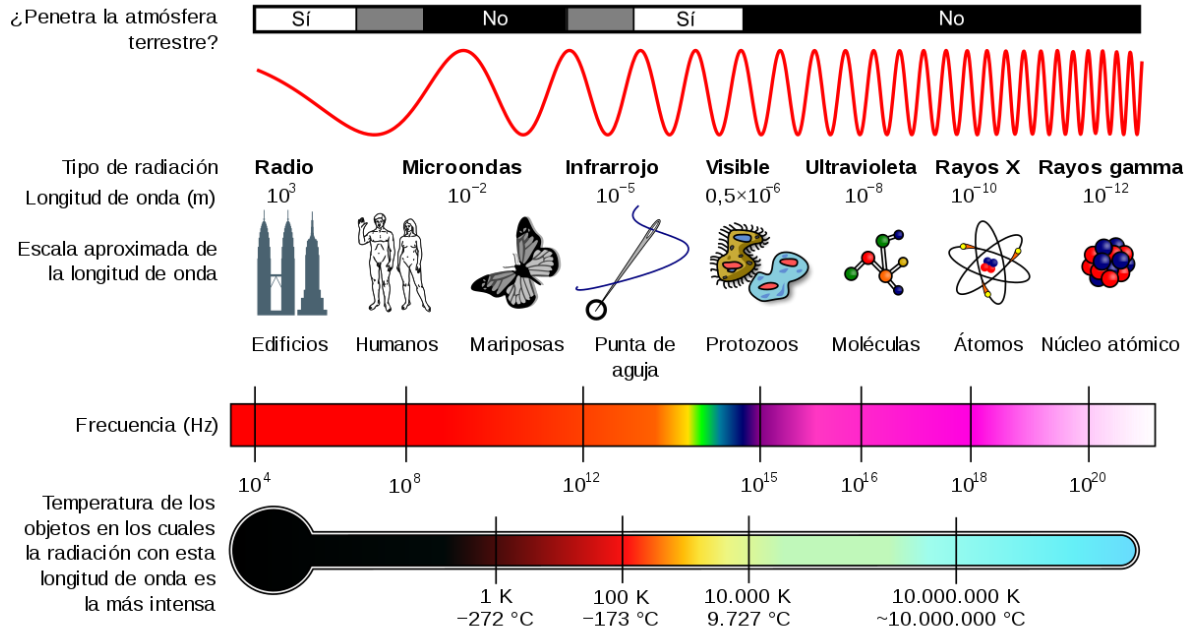 ¿Penetra la atmósfera
terrestre?
Sí No Sí No
Tipo de radiación
Radio Microondas Infrarrojo Visible Ultravioleta Rayos X Rayos gamma
Longitud de onda (m)
10³ 10⁻² 10⁻⁵ 0,5×10⁻⁶ 10⁻⁸ 10⁻¹⁰ 10⁻¹²
Escala aproximada de
la longitud de onda
Edificios Humanos Mariposas Punta de Protozoos Moléculas Átomos Núcleo atómico
aguja
Frecuencia (Hz)
10⁴ 10⁸ 10¹² 10¹⁵ 10¹⁶ 10¹⁸ 10²⁰
Temperatura de los
objetos en los cuales
la radiación con esta
longitud de onda es
la más intensa
1 K 100 K 10.000 K 10.000.000 K
−272 °C −173 °C 9.727 °C ~10.000.000 °C